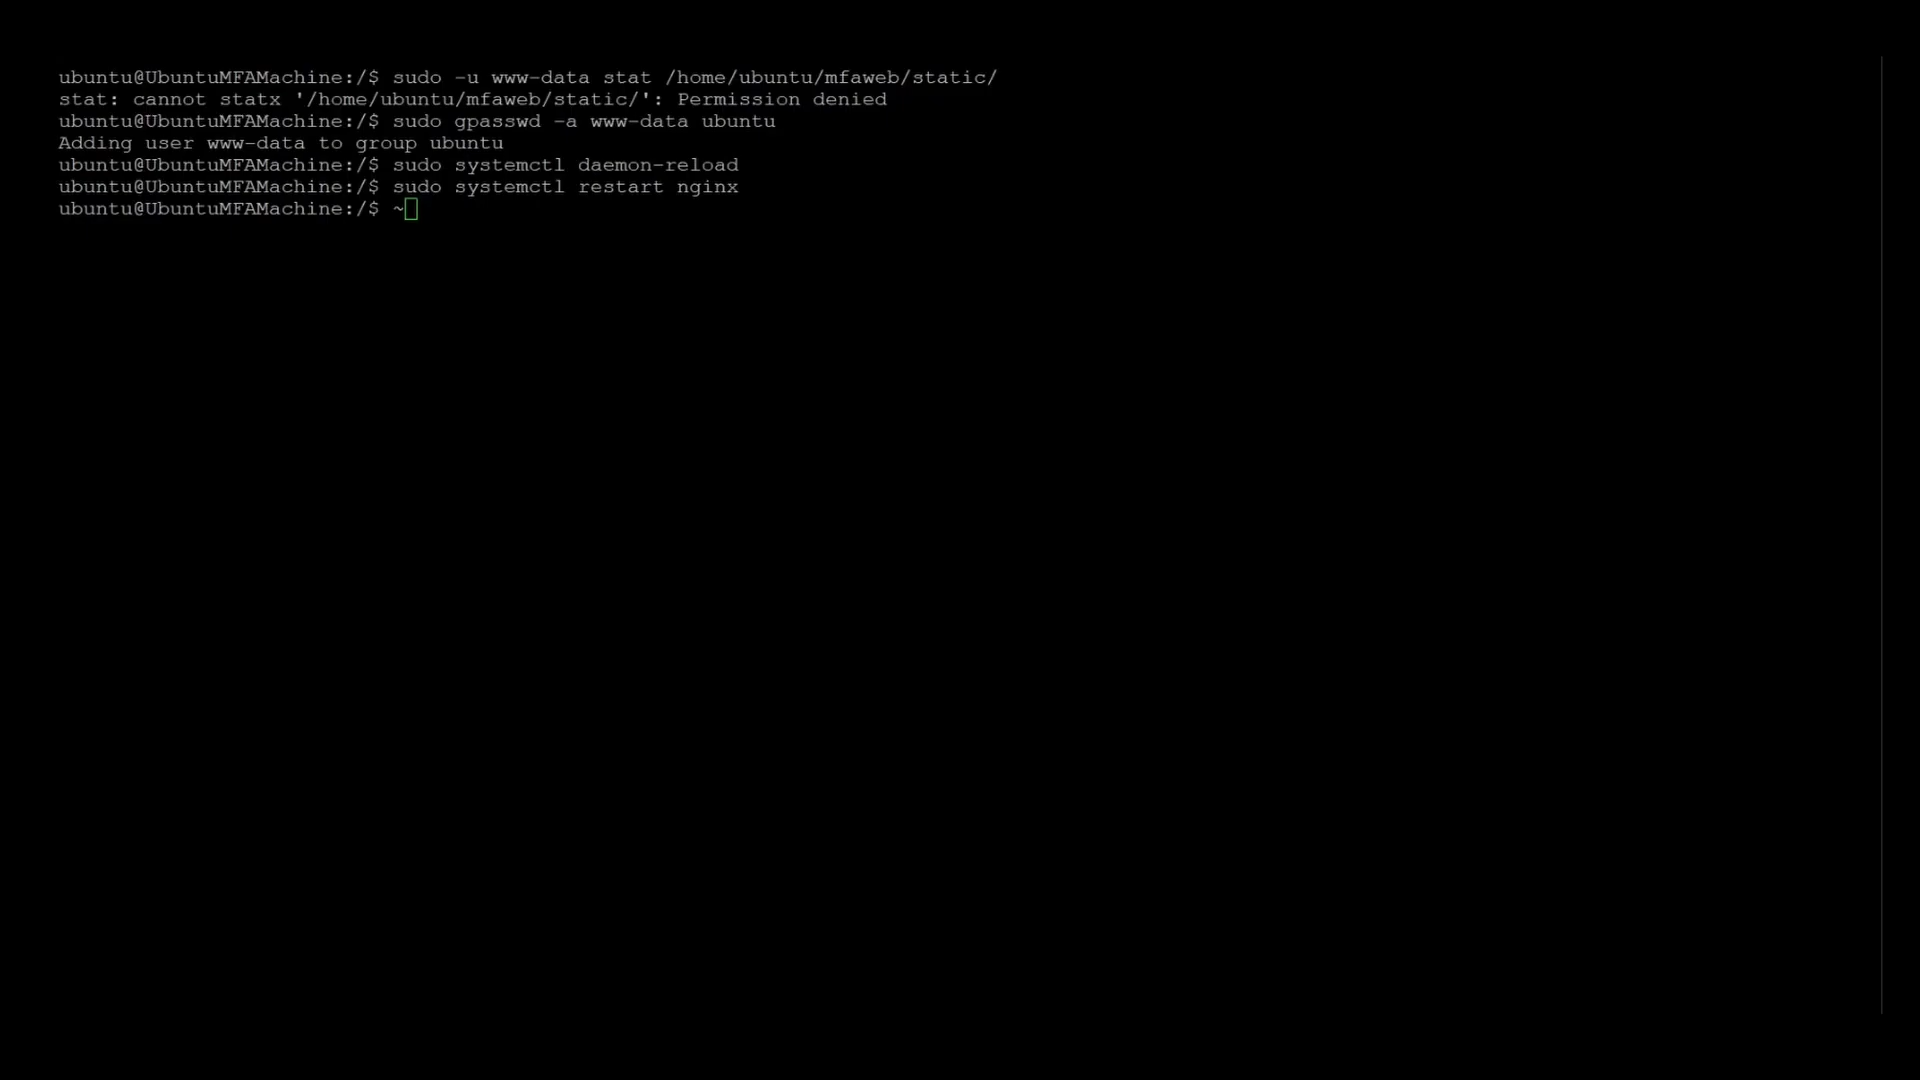 ubuntu@UbuntuMFAMachine:/$ sudo -u www-data stat /home/ubuntu/mfaweb/static/
stat: cannot statx '/home/ubuntu/mfaweb/static/': Permission denied
ubuntu@UbuntuMFAMachine:/$ sudo gpasswd -a www-data ubuntu
Adding user www-data to group ubuntu
ubuntu@UbuntuMFAMachine:/$ sudo systemctl daemon-reload
ubuntu@UbuntuMFAMachine:/$ sudo systemctl restart nginx
ubuntu@UbuntuMFAMachine:/$ ~